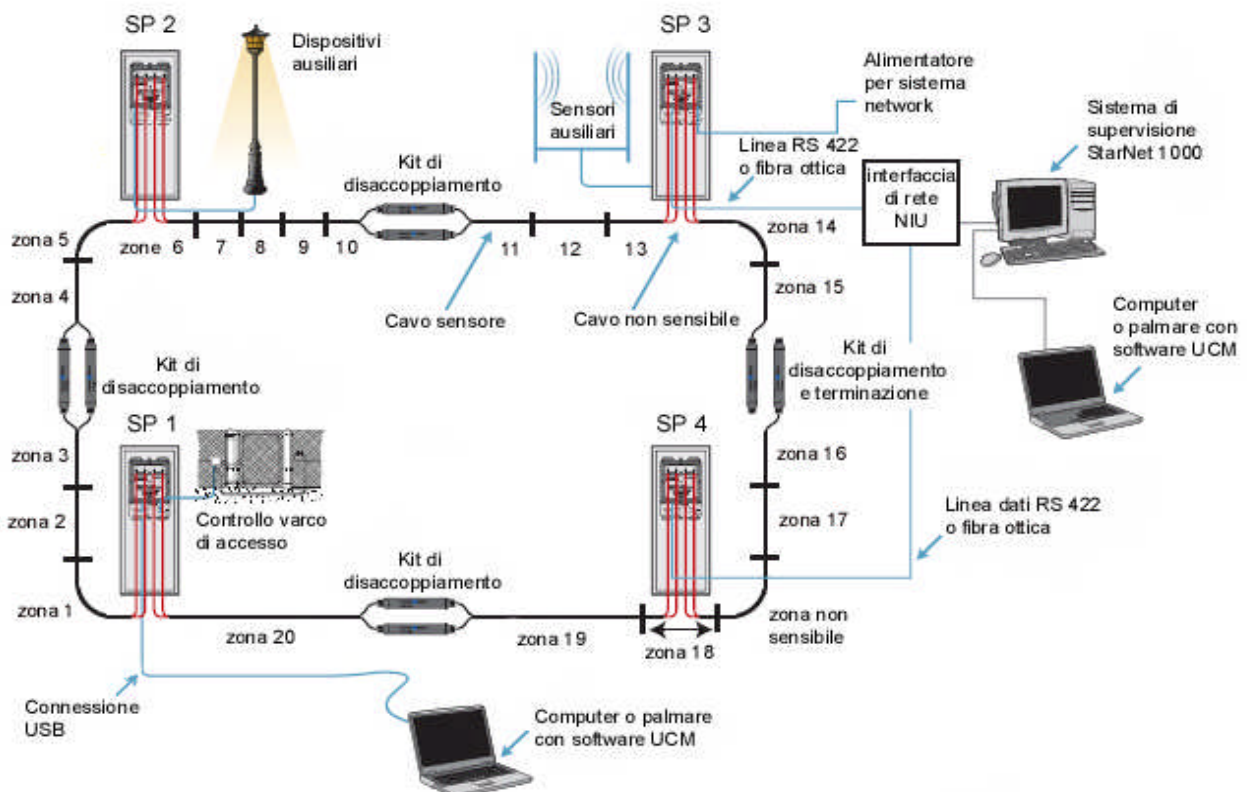 SP 2
Dispositivi
ausiliari
SP 3
Alimentatore
per sistema
network
Sensori
ausiliari
Linea RS 422
o fibra ottica
Sistema di
supervisione
StarNet 1000
interfaccia
di rete
NIU
Kit di
disaccoppiamento
zona 5
zone 6
7
8
9
10
11
12
13
zona 14
zona 4
Cavo sensore
Cavo non sensibile
zona 15
Computer
o palmare con
software UCM
Kit di
disaccoppiamento
Kit di
disaccoppiamento
e terminazione
SP 1
SP 4
zona 3
zona 16
zona 2
Controllo varco
di accesso
zona 17
Linea dati RS 422
o fibra ottica
Kit di
disaccoppiamento
zona 1
zona 20
zona 19
zona 18
zona non
sensibile
Connessione
USB
Computer o palmare
con software UCM